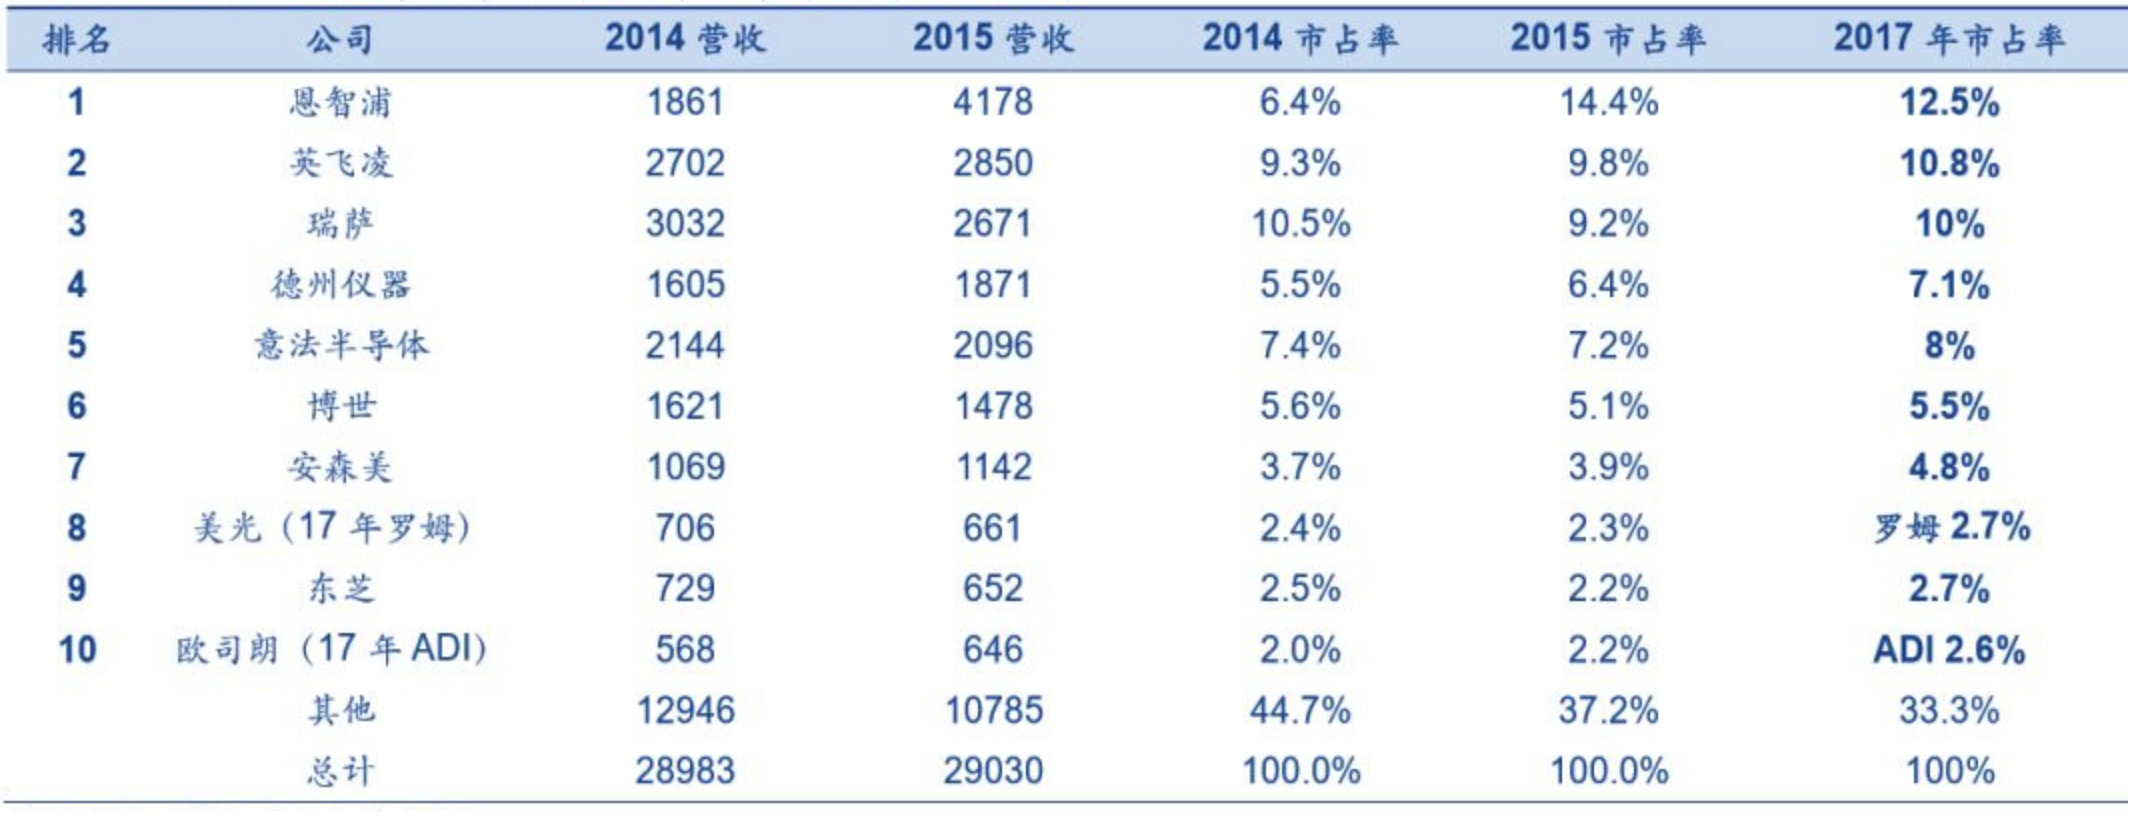 排名 公司 2014 营收 2015 营收 2014 市占率 2015 市占率 2017 年市占率
1 恩智浦 1861 4178 6.4% 14.4% 12.5%
2 英飞凌 2702 2850 9.3% 9.8% 10.8%
3 瑞萨 3032 2671 10.5% 9.2% 10%
4 德州仪器 1605 1871 5.5% 6.4% 7.1%
5 意法半导体 2144 2096 7.4% 7.2% 8%
6 博世 1621 1478 5.6% 5.1% 5.5%
7 安森美 1069 1142 3.7% 3.9% 4.8%
8 美光（17 年罗姆） 706 661 2.4% 2.3% 罗姆 2.7%
9 东芝 729 652 2.5% 2.2% 2.7%
10 欧司朗（17 年 ADI） 568 646 2.0% 2.2% ADI 2.6%
其他 12946 10785 44.7% 37.2% 33.3%
总计 28983 29030 100.0% 100.0% 100%